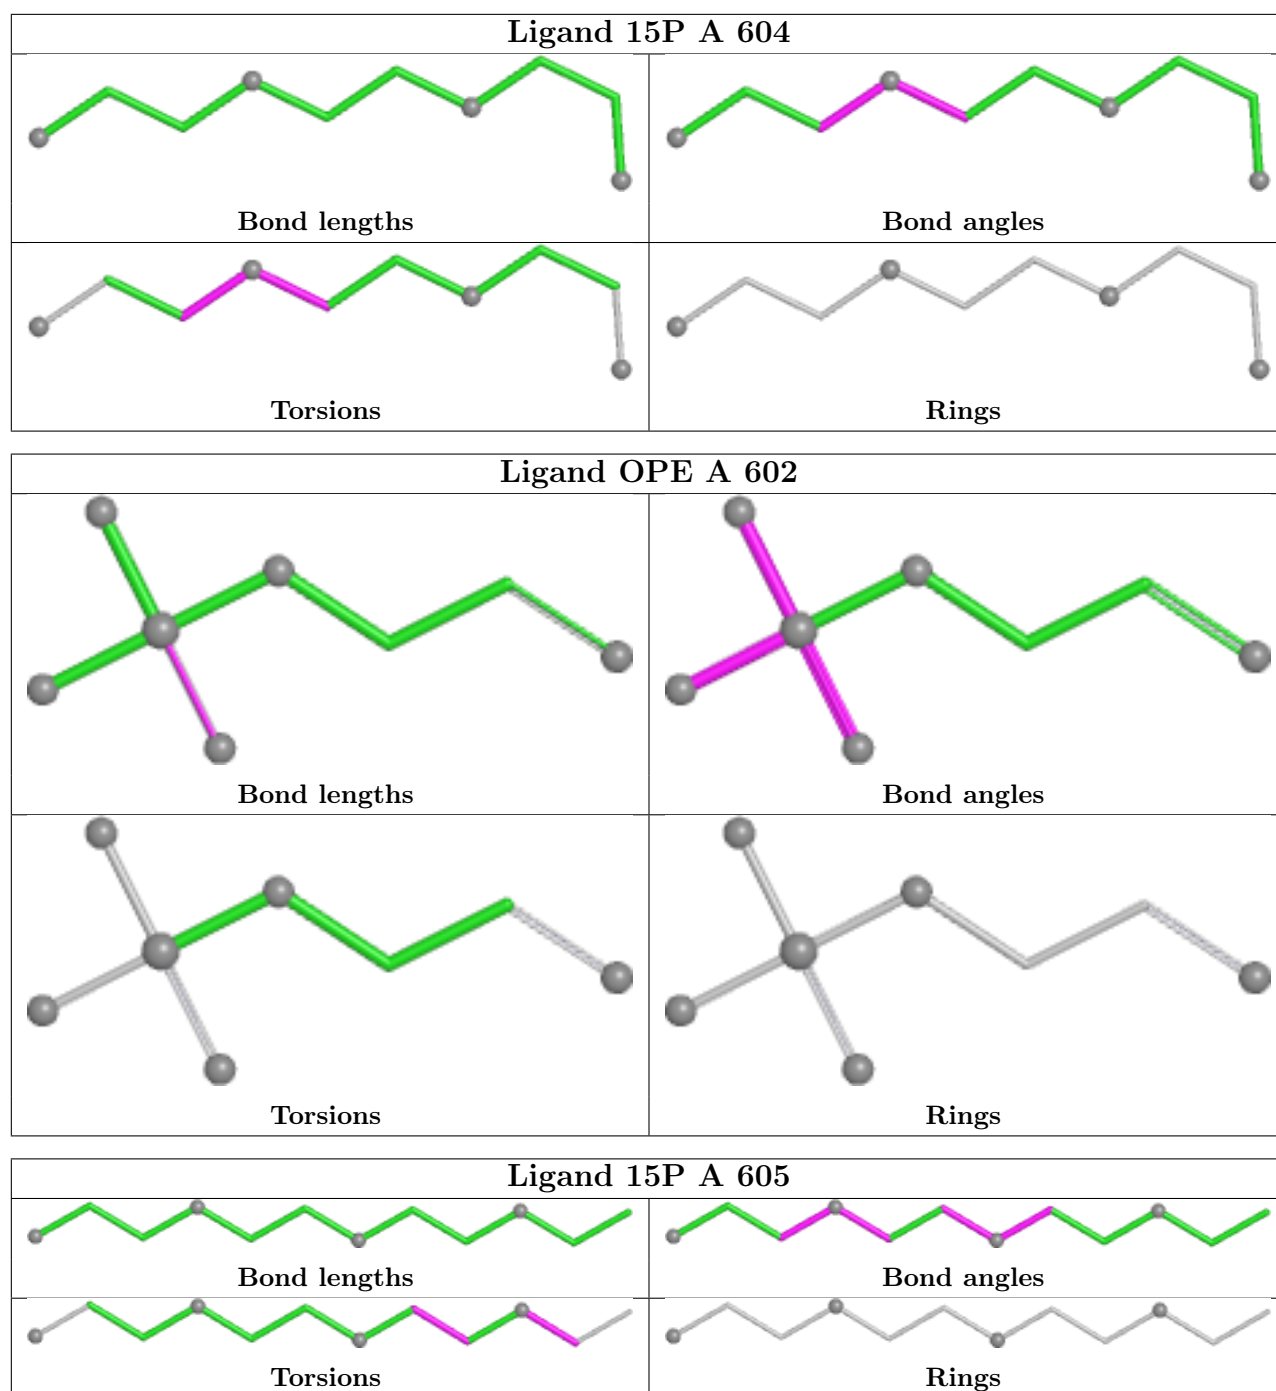 Ligand 15P A 604
Bond lengths Bond angles
Torsions Rings
Ligand OPE A 602
Bond lengths Bond angles
Torsions Rings
Ligand 15P A 605
Bond lengths Bond angles
Torsions Rings